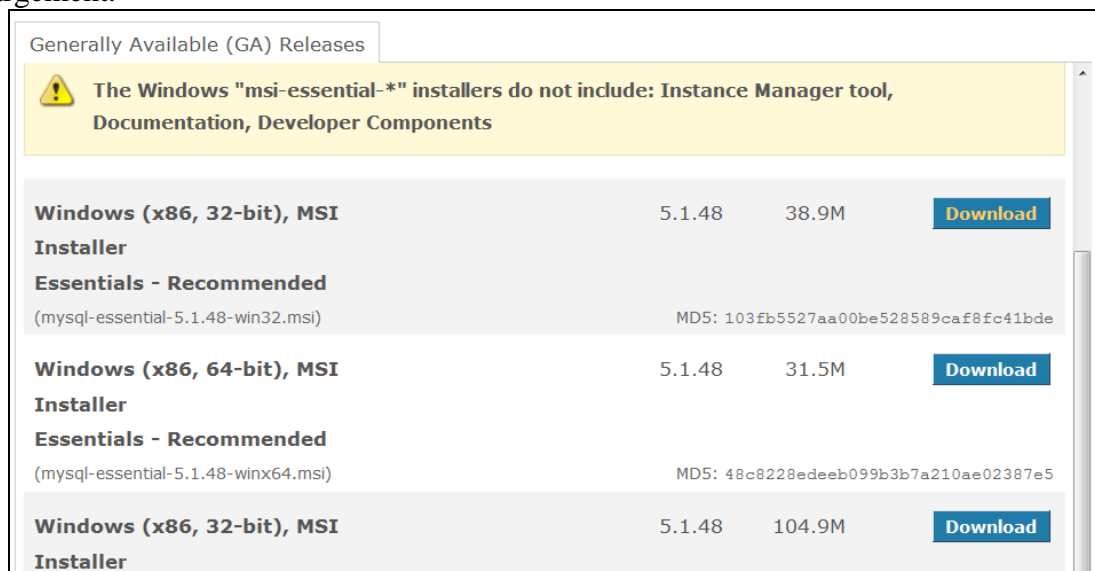 Generally Available (GA) Releases
The Windows "msi-essential-*" installers do not include: Instance Manager tool,
Documentation, Developer Components
Windows (x86, 32-bit), MSI 5.1.48 38.9M Download
Installer
Essentials - Recommended
(mysql-essential-5.1.48-win32.msi) MD5: 103fb5527aa00be528589caf8fc41bde
Windows (x86, 64-bit), MSI 5.1.48 31.5M Download
Installer
Essentials - Recommended
(mysql-essential-5.1.48-winx64.msi) MD5: 48c8228edeeb099b3b7a210ae02387e5
Windows (x86, 32-bit), MSI 5.1.48 104.9M Download
Installer